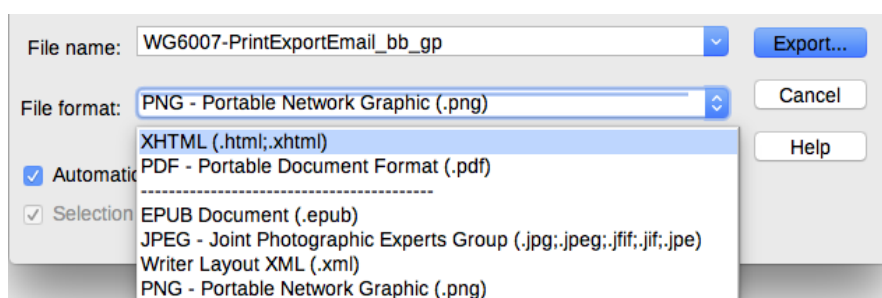 File name: WG6007-PrintExportEmail_bb_gp Export...
File format: PNG - Portable Network Graphic (.png) Cancel
XHTML (.html;.xhtml) Help
Automatic PDF - Portable Document Format (.pdf)
----------------------------------------
Selection EPUB Document (.epub)
JPEG - Joint Photographic Experts Group (.jpg;.jpeg;.jfif;.jif;.jpe)
Writer Layout XML (.xml)
PNG - Portable Network Graphic (.png)